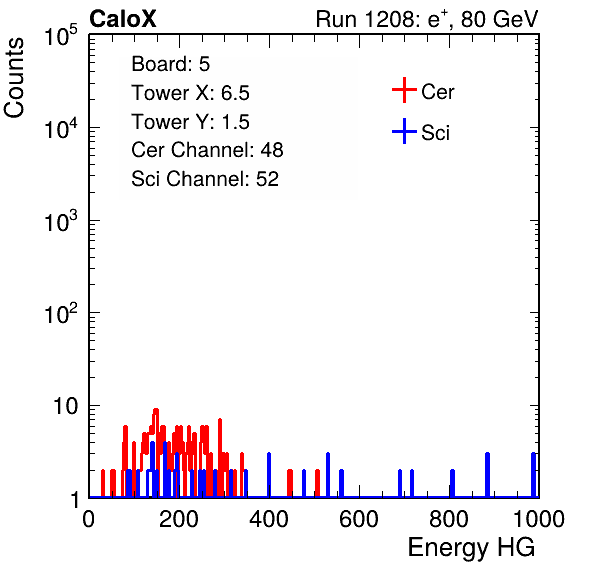 CaloX Run 1208: e⁺, 80 GeV
Counts
10⁵
10⁴
10³
10²
10
1
Board: 5
Tower X: 6.5
Tower Y: 1.5
Cer Channel: 48
Sci Channel: 52
Cer
Sci
0 200 400 600 800 1000
Energy HG